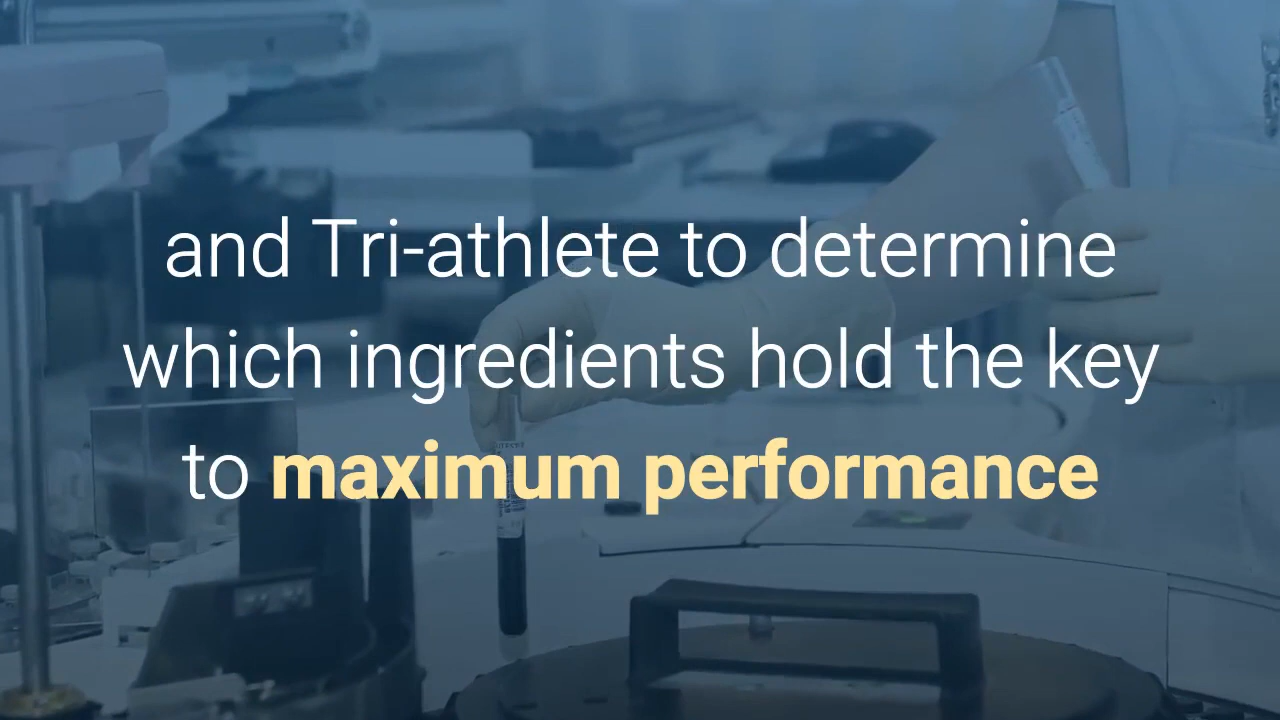 and Tri-athlete to determine
which ingredients hold the key
to maximum performance